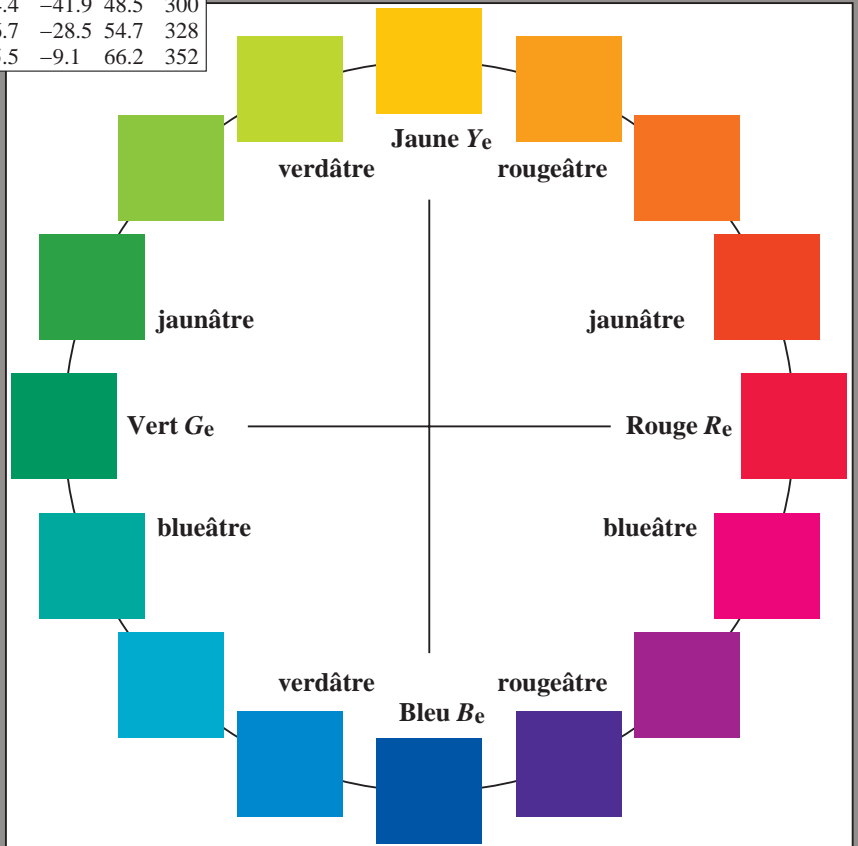 −41.9 48.5 300
−28.5 54.7 328
−9.1 66.2 352
Jaune Ye
verdâtre rougeâtre
jaunâtre jaunâtre
Vert Ge Rouge Re
blueâtre blueâtre
verdâtre rougeâtre
Bleu Be